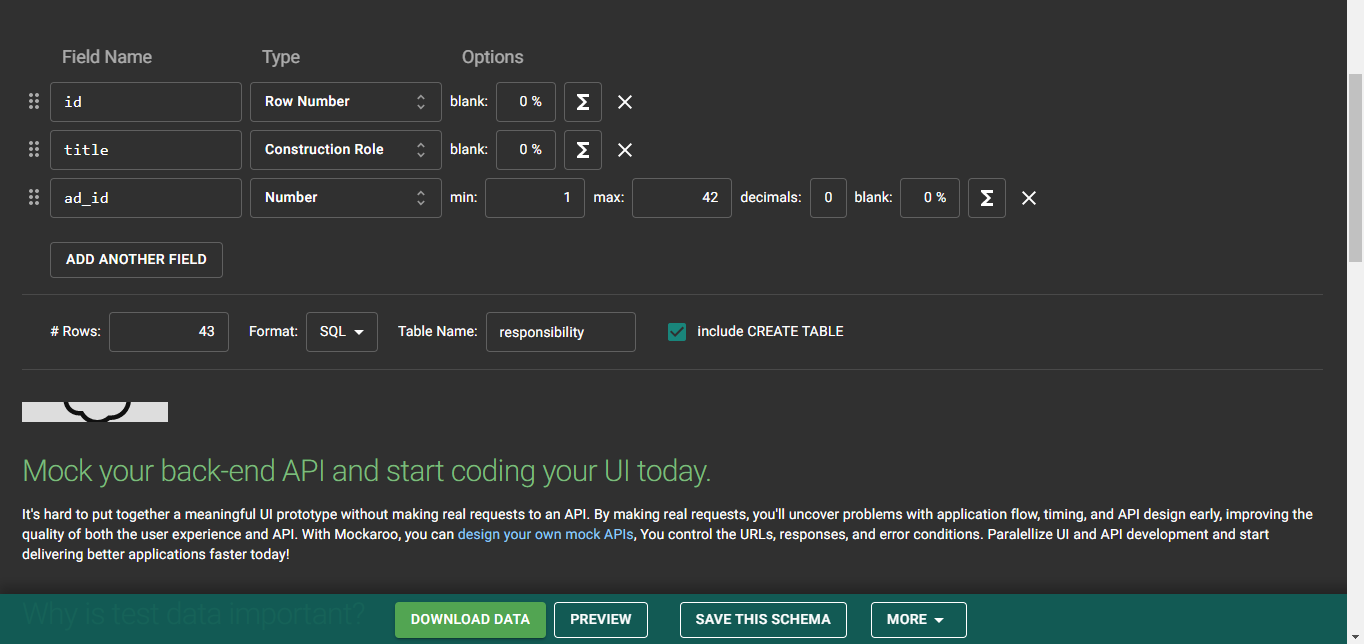 Field Name Type Options
id Row Number blank: 0 % Σ
title Construction Role blank: 0 % Σ
ad_id Number min: 1 max: 42 decimals: 0 blank: 0 % Σ
ADD ANOTHER FIELD
# Rows: 43 Format: SQL Table Name: responsibility include CREATE TABLE
Mock your back-end API and start coding your UI today.
It's hard to put together a meaningful UI prototype without making real requests to an API. By making real requests, you'll uncover problems with application flow, timing, and API design early, improving the
quality of both the user experience and API. With Mockaroo, you can design your own mock APIs, You control the URLs, responses, and error conditions. Paralellize UI and API development and start
delivering better applications faster today!
Why is test data important?
DOWNLOAD DATA PREVIEW SAVE THIS SCHEMA MORE